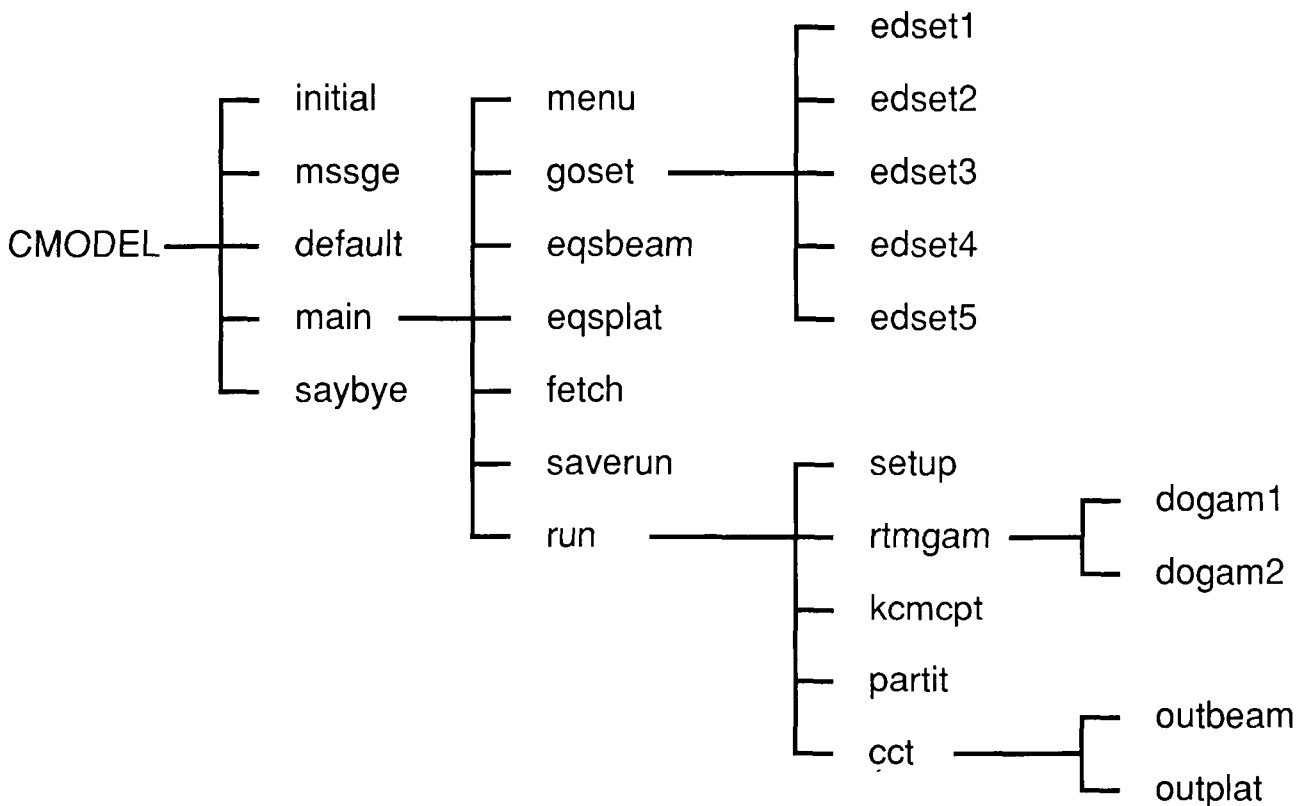 CMODEL
initial
mssge
default
main
saybye
menu
goset
eqsbeam
eqsplat
fetch
saverun
run
edset1
edset2
edset3
edset4
edset5
setup
rtmgam
kcmcpt
partit
cct
dogam1
dogam2
outbeam
outplat